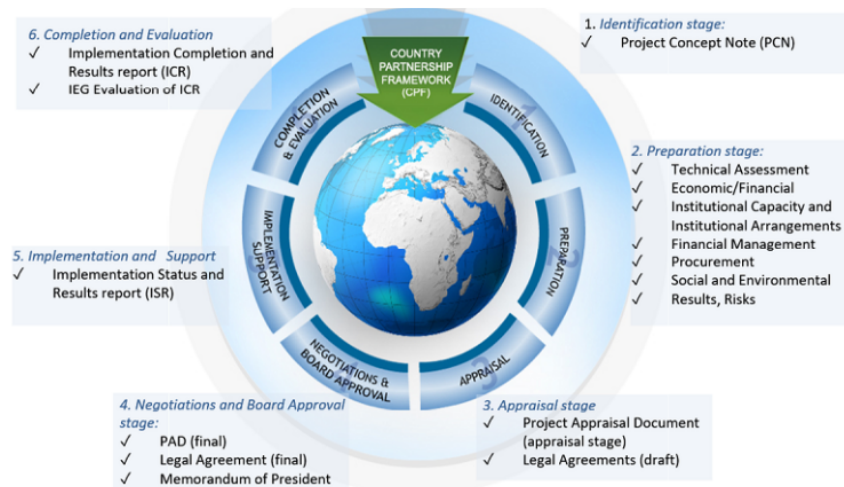 6. Completion and Evaluation
✓ Implementation Completion and
Results report (ICR)
✓ IEG Evaluation of ICR
COUNTRY
PARTNERSHIP
FRAMEWORK
(CPF)
1. Identification stage:
✓ Project Concept Note (PCN)
COMPLETION
& EVALUATION
1
IDENTIFICATION
2. Preparation stage:
✓ Technical Assessment
✓ Economic/Financial
✓ Institutional Capacity and
Institutional Arrangements
✓ Financial Management
✓ Procurement
✓ Social and Environmental
✓ Results, Risks
IMPLEMENTATION
SUPPORT
2
PREPARATION
5. Implementation and Support
✓ Implementation Status and
Results report (ISR)
NEGOTIATIONS &
BOARD APPROVAL
3
APPRAISAL
4. Negotiations and Board Approval
stage:
✓ PAD (final)
✓ Legal Agreement (final)
✓ Memorandum of President
3. Appraisal stage
✓ Project Appraisal Document
(appraisal stage)
✓ Legal Agreements (draft)